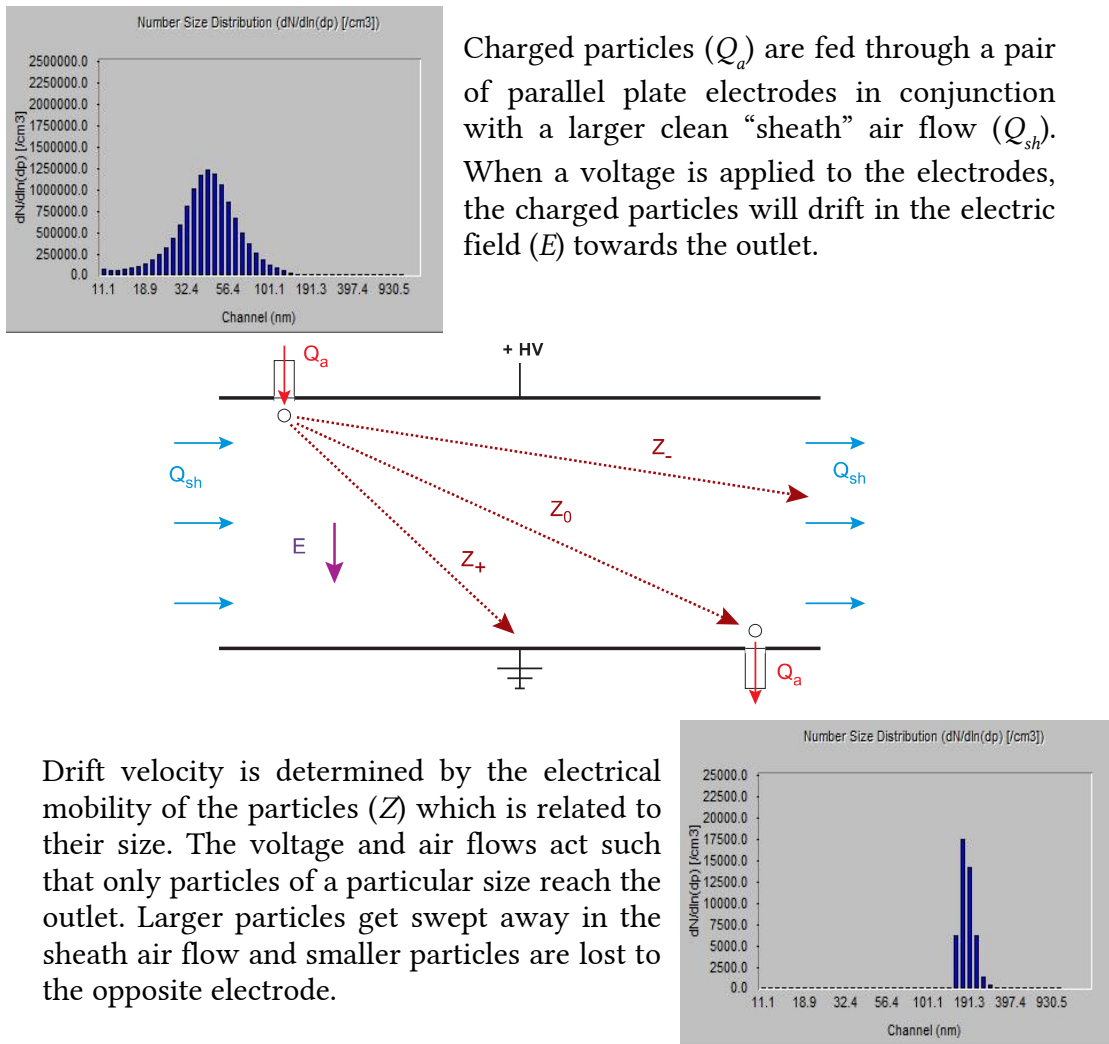 Number Size Distribution (dN/dln(dp) [/cm3])
2500000.0
2250000.0
2000000.0
1750000.0
1500000.0
1250000.0
1000000.0
750000.0
500000.0
250000.0
0.0
dN/dln(dp) [/cm3]
11.1 18.9 32.4 56.4 101.1 191.3 397.4 930.5
Channel (nm)
Charged particles (Qa) are fed through a pair
of parallel plate electrodes in conjunction
with a larger clean “sheath” air flow (Qsh).
When a voltage is applied to the electrodes,
the charged particles will drift in the electric
field (E) towards the outlet.
Qa
+ HV
Qsh
Z-
Qsh
Z0
E
Z+
Qa
Drift velocity is determined by the electrical
mobility of the particles (Z) which is related to
their size. The voltage and air flows act such
that only particles of a particular size reach the
outlet. Larger particles get swept away in the
sheath air flow and smaller particles are lost to
the opposite electrode.
Number Size Distribution (dN/dln(dp) [/cm3])
25000.0
22500.0
20000.0
17500.0
15000.0
12500.0
10000.0
7500.0
5000.0
2500.0
0.0
dN/dln(dp) [/cm3]
11.1 18.9 32.4 56.4 101.1 191.3 397.4 930.5
Channel (nm)